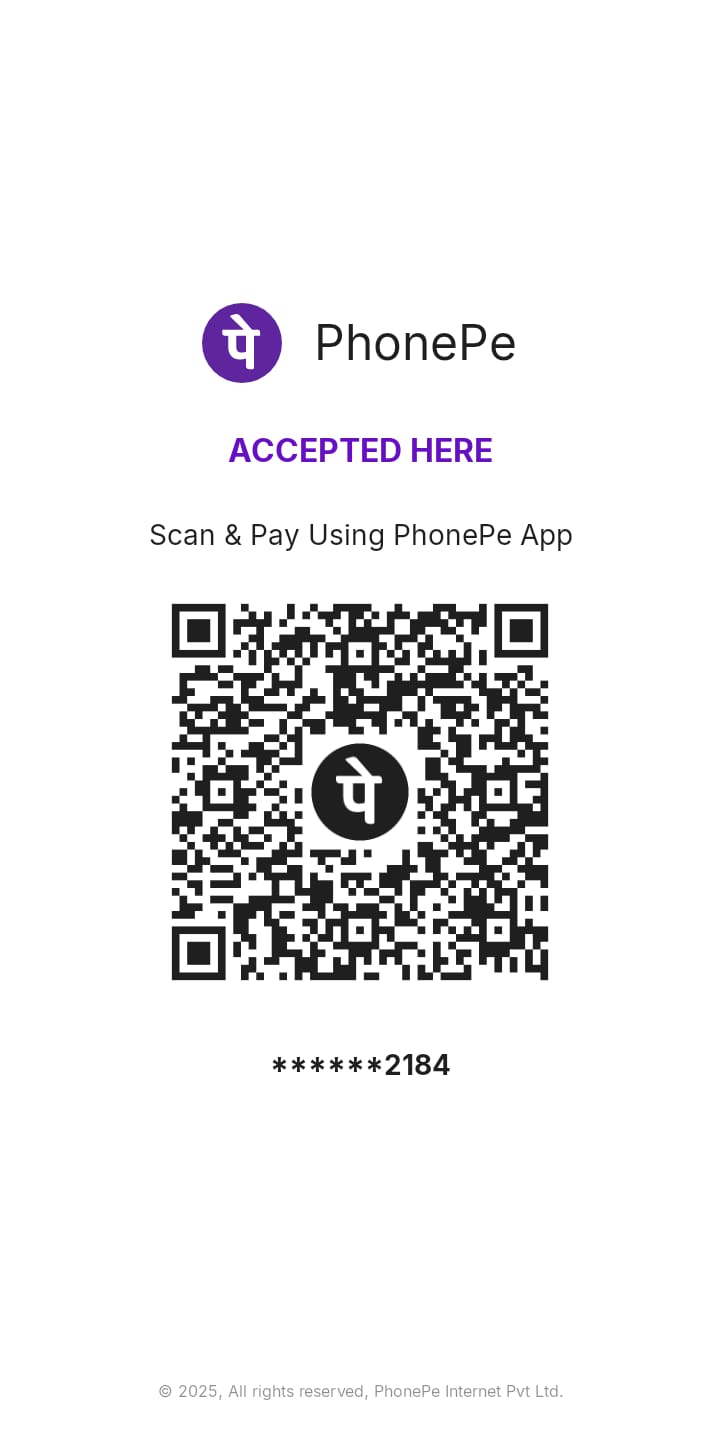 पे PhonePe
ACCEPTED HERE
Scan & Pay Using PhonePe App
पे
******2184
© 2025, All rights reserved, PhonePe Internet Pvt Ltd.